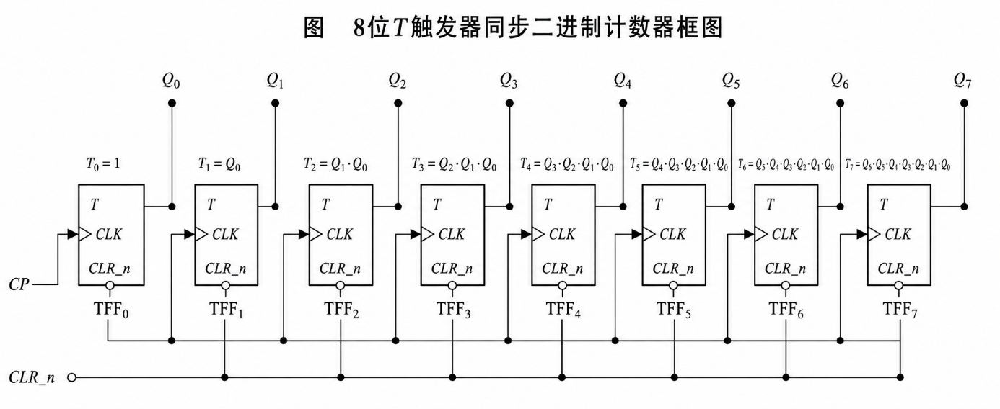 图 8位T触发器同步二进制计数器框图
Q₀ Q₁ Q₂ Q₃ Q₄ Q₅ Q₆ Q₇
T₀ = 1 T₁ = Q₀ T₂ = Q₁·Q₀ T₃ = Q₂·Q₁·Q₀ T₄ = Q₃·Q₂·Q₁·Q₀ T₅ = Q₄·Q₃·Q₂·Q₁·Q₀ T₆ = Q₅·Q₄·Q₃·Q₂·Q₁·Q₀ T₇ = Q₆·Q₅·Q₄·Q₃·Q₂·Q₁·Q₀
T T T T T T T T
CLK CLK CLK CLK CLK CLK CLK CLK
CLR_n CLR_n CLR_n CLR_n CLR_n CLR_n CLR_n CLR_n
CP
TFF₀ TFF₁ TFF₂ TFF₃ TFF₄ TFF₅ TFF₆ TFF₇
CLR_n